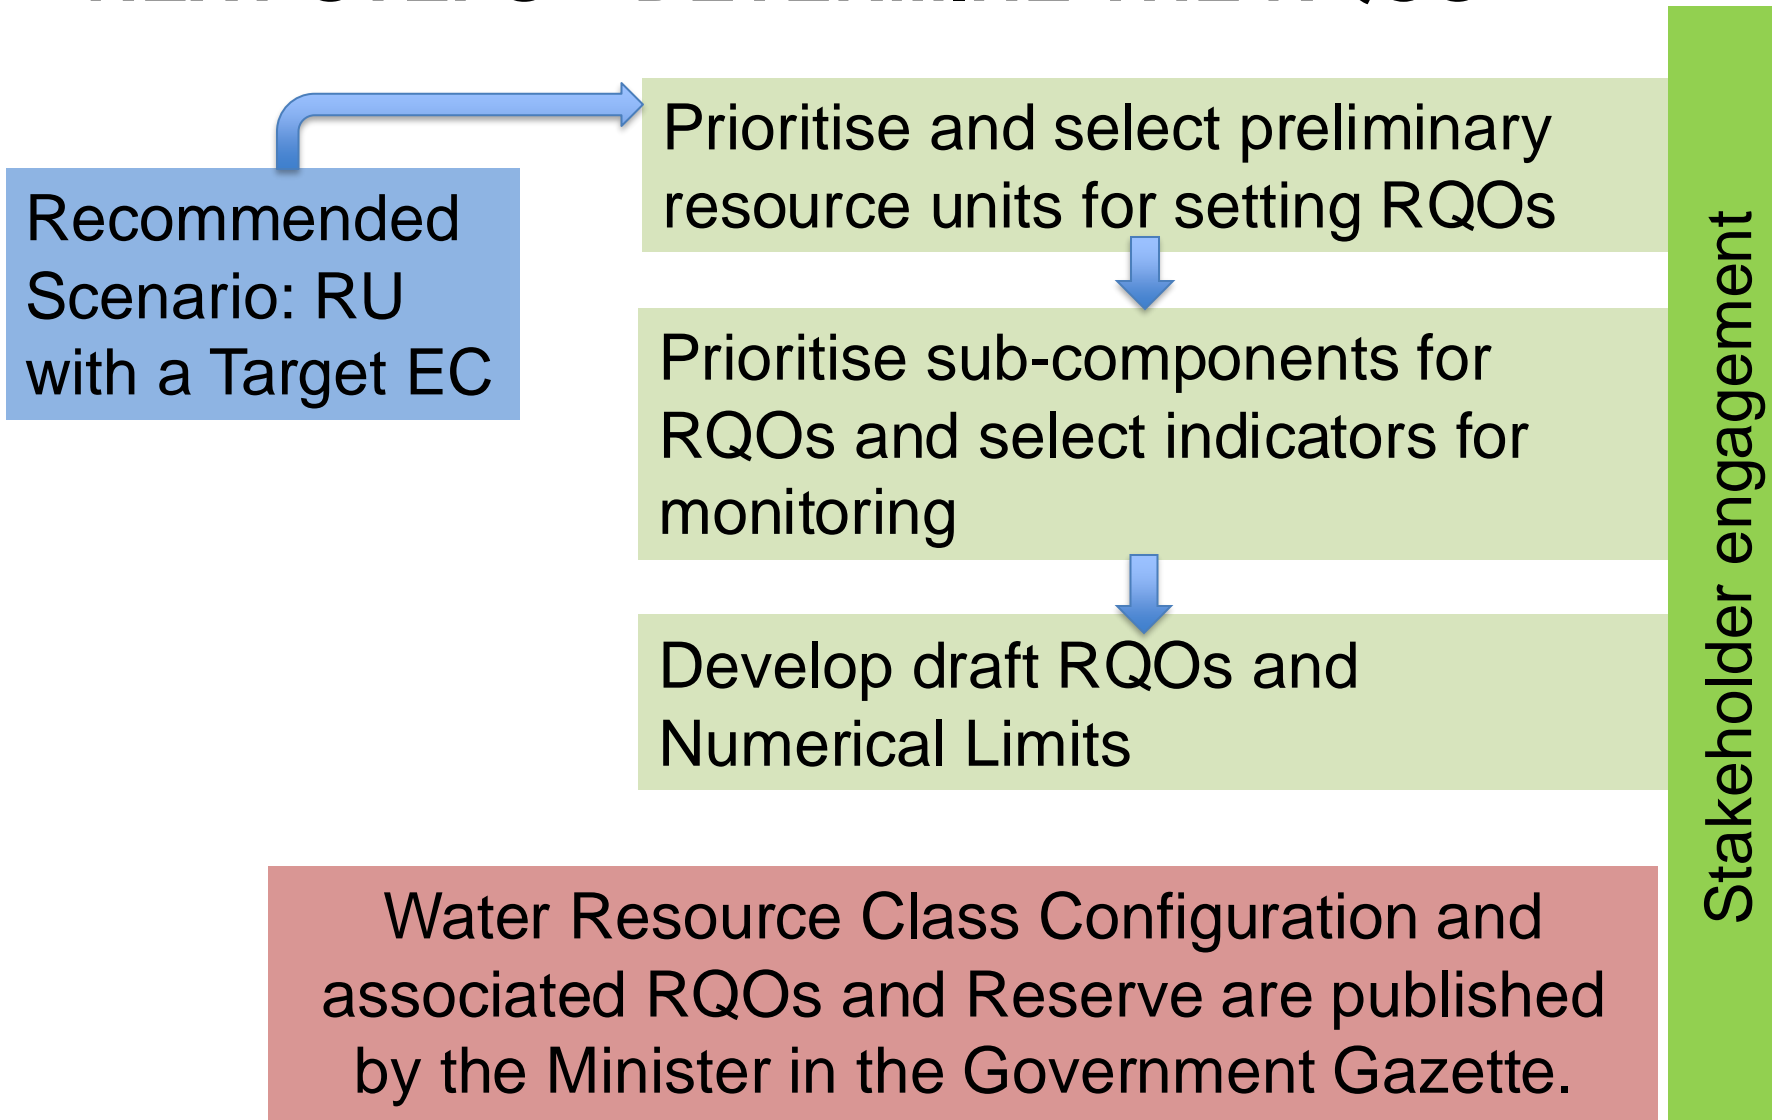 Prioritise and select preliminary
resource units for setting RQOs
Recommended
Scenario: RU
with a Target EC
Prioritise sub-components for
RQOs and select indicators for
monitoring
Develop draft RQOs and
Numerical Limits
Water Resource Class Configuration and
associated RQOs and Reserve are published
by the Minister in the Government Gazette.
Stakeholder engagement